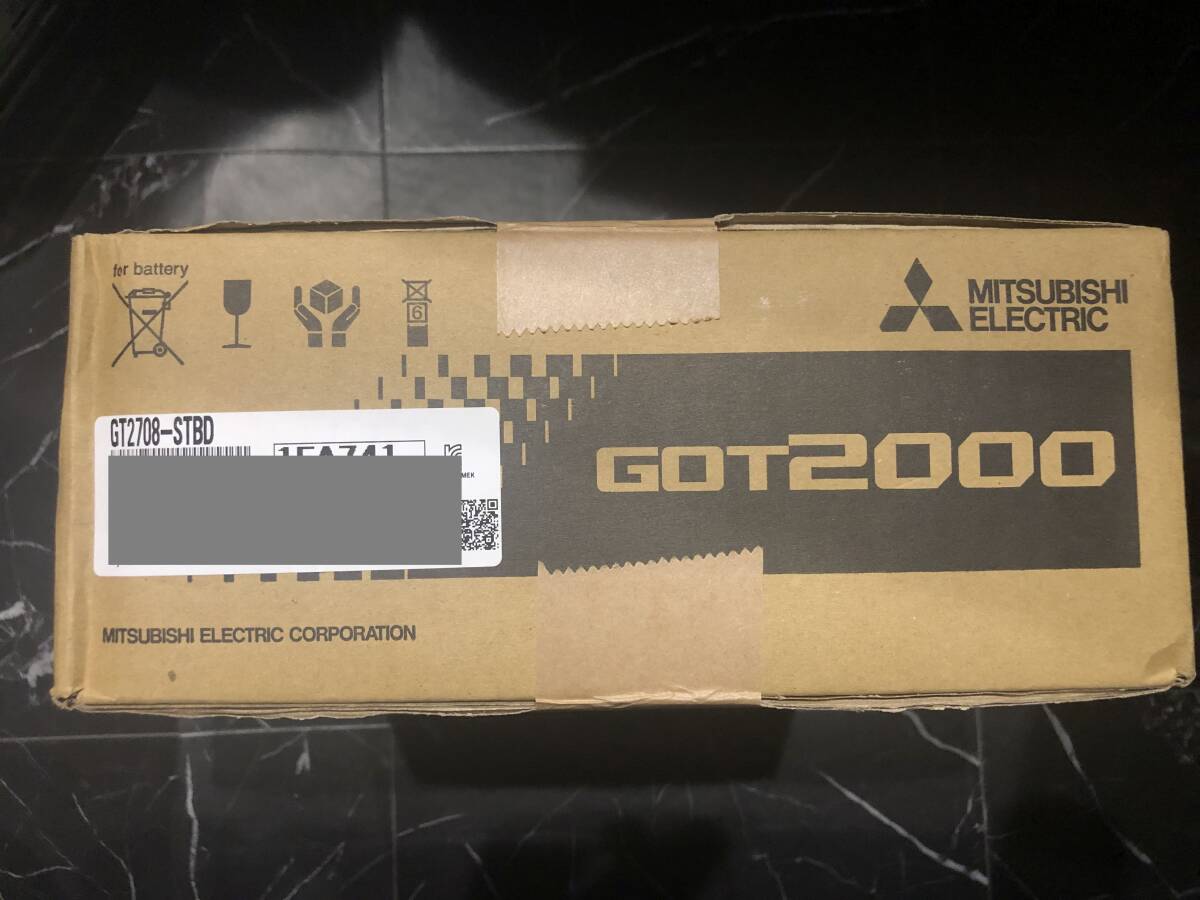 for battery
6
MITSUBISHI
ELECTRIC
GT2708-STBD
GOT2000
MITSUBISHI ELECTRIC CORPORATION